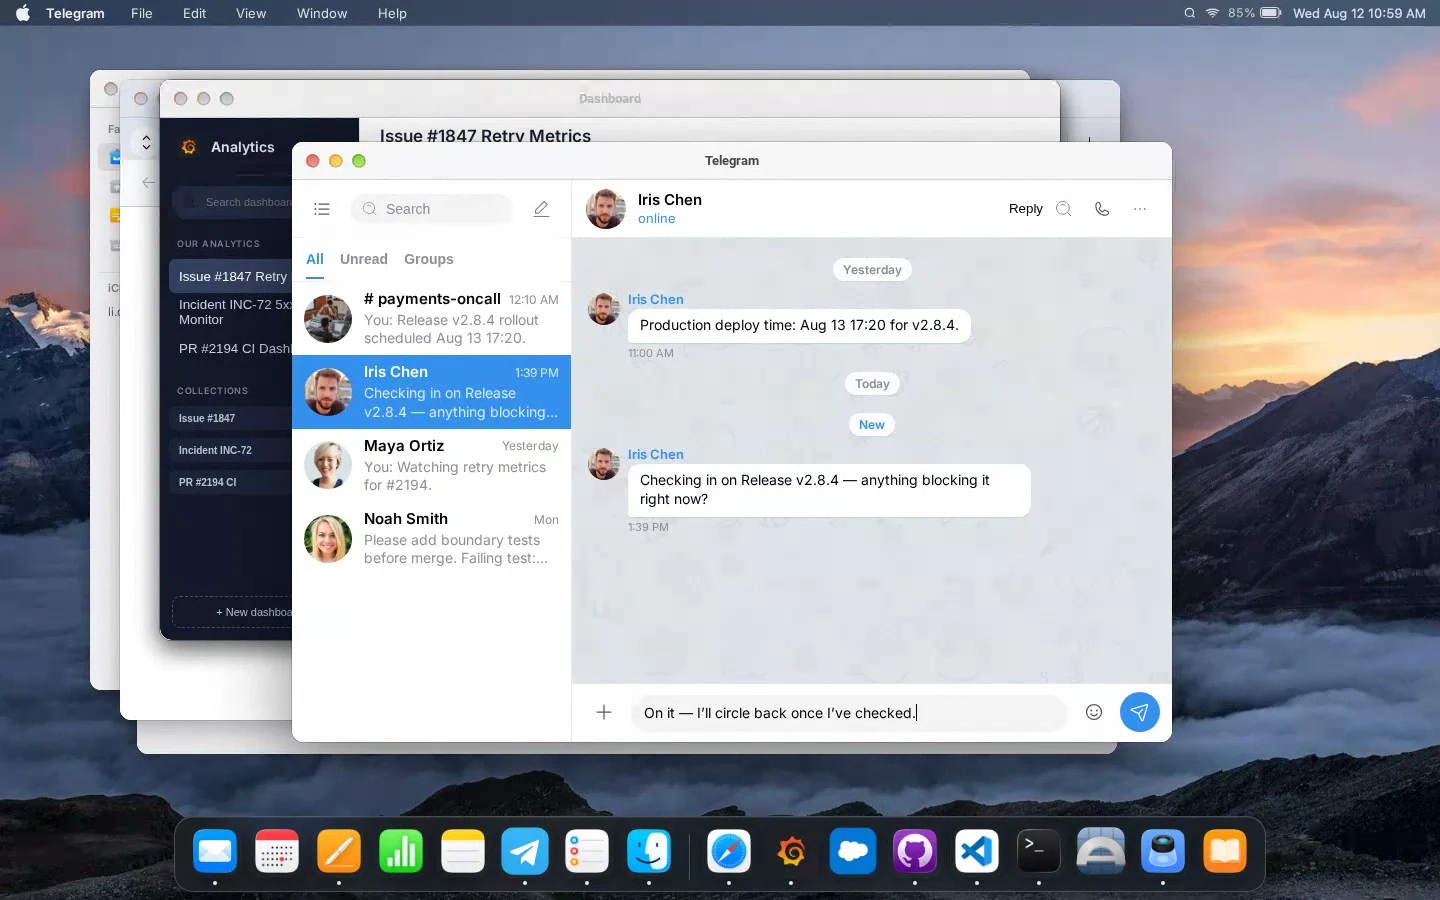 Telegram File Edit View Window Help
85% Wed Aug 12 10:59 AM
Dashboard
Fa
Analytics
Issue #1847 Retry Metrics
Search dashboar
OUR ANALYTICS
Issue #1847 Retry
Incident INC-72 5x
Monitor
PR #2194 CI Dash
COLLECTIONS
Issue #1847
Incident INC-72
PR #2194 CI
+ New dashboa
iC
li.c
Telegram
Search
All Unread Groups
# payments-oncall 12:10 AM
You: Release v2.8.4 rollout
scheduled Aug 13 17:20.
Iris Chen 1:39 PM
Checking in on Release
v2.8.4 — anything blocking...
Maya Ortiz Yesterday
You: Watching retry metrics
for #2194.
Noah Smith Mon
Please add boundary tests
before merge. Failing test:...
Iris Chen
online
Reply
Yesterday
Iris Chen
Production deploy time: Aug 13 17:20 for v2.8.4.
11:00 AM
Today
New
Iris Chen
Checking in on Release v2.8.4 — anything blocking it
right now?
1:39 PM
On it — I’ll circle back once I’ve checked.